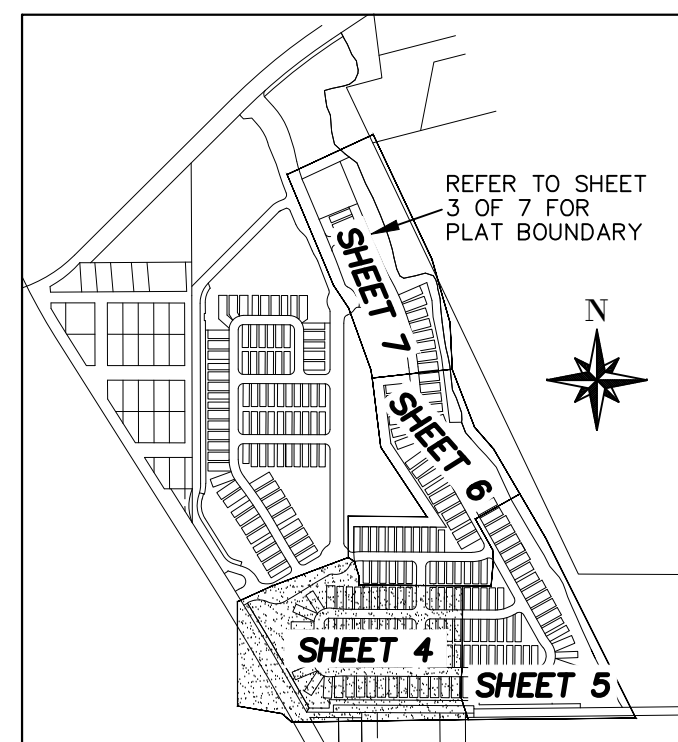 REFER TO SHEET
3 OF 7 FOR
PLAT BOUNDARY
SHEET 7
N
SHEET 6
SHEET 4
SHEET 5